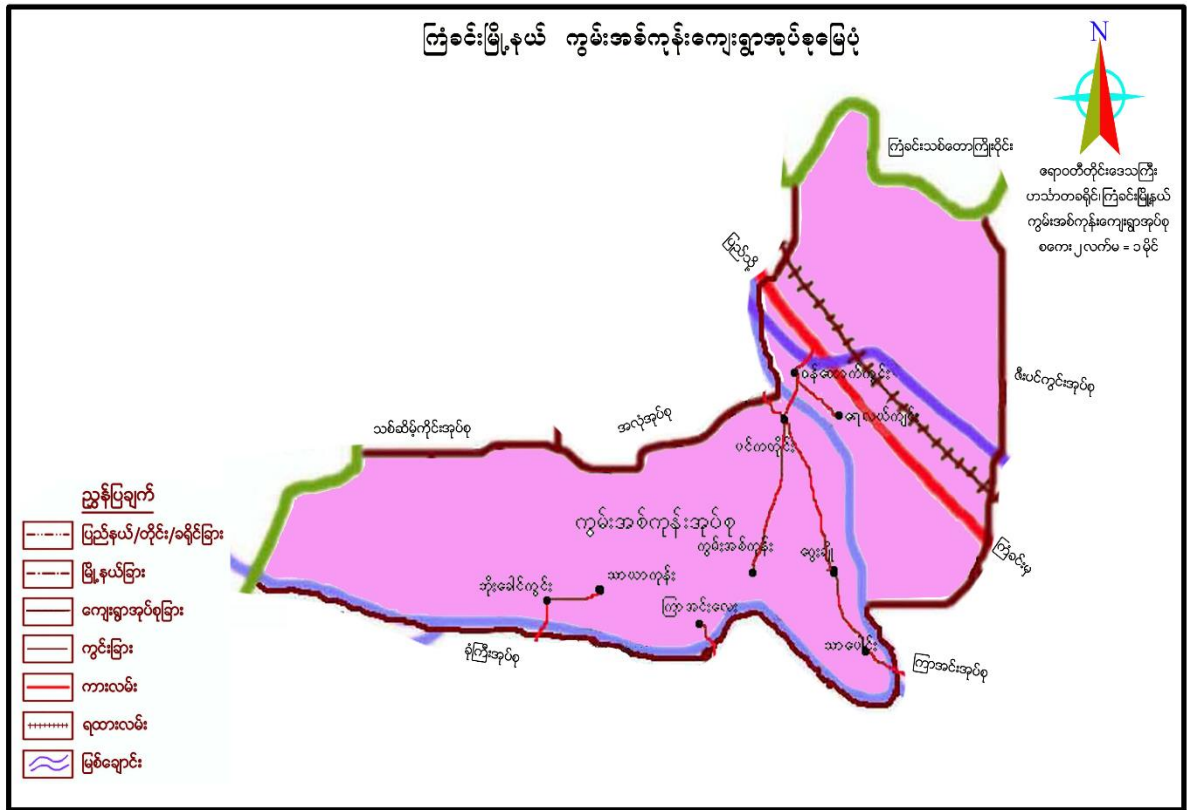 ကြံခင်းမြို့နယ် ကွမ်းအစ်ကုန်းကျေးရွာအုပ်စုမြေပုံ
N
ကြံခင်းသစ်တောကြိုးဝိုင်း
ဧရာဝတီတိုင်းဒေသကြီး
ဟင်္သာတခရိုင်၊ကြံခင်းမြို့နယ်
ကွမ်းအစ်ကုန်းကျေးရွာအုပ်စု
စကေး၂လက်မ = ၁မိုင်
ပြည်သို့
ဇီးပင်ကွင်းအုပ်စု
ဝန်ထောက်ကွင်း
ရေလယ်ကျွန်း
ပင်ကတိုင်း
သစ်ဆိမ့်ကိုင်းအုပ်စု
အလုံအုပ်စု
ကွမ်းအစ်ကုန်းအုပ်စု
ကွမ်းအစ်ကုန်း
ဝွေးချို
ကြံခင်းမှ
ဘိုးခေါင်ကွင်း
သာယာကုန်း
ကြာအင်းလေး
သာပေါင်း
ခုံကြီးအုပ်စု
ကြာအင်းအုပ်စု
ညွှန်ပြချက်
ပြည်နယ်/တိုင်း/ခရိုင်ခြား
မြို့နယ်ခြား
ကျေးရွာအုပ်စုခြား
ကွင်းခြား
ကားလမ်း
ရထားလမ်း
မြစ်ချောင်း